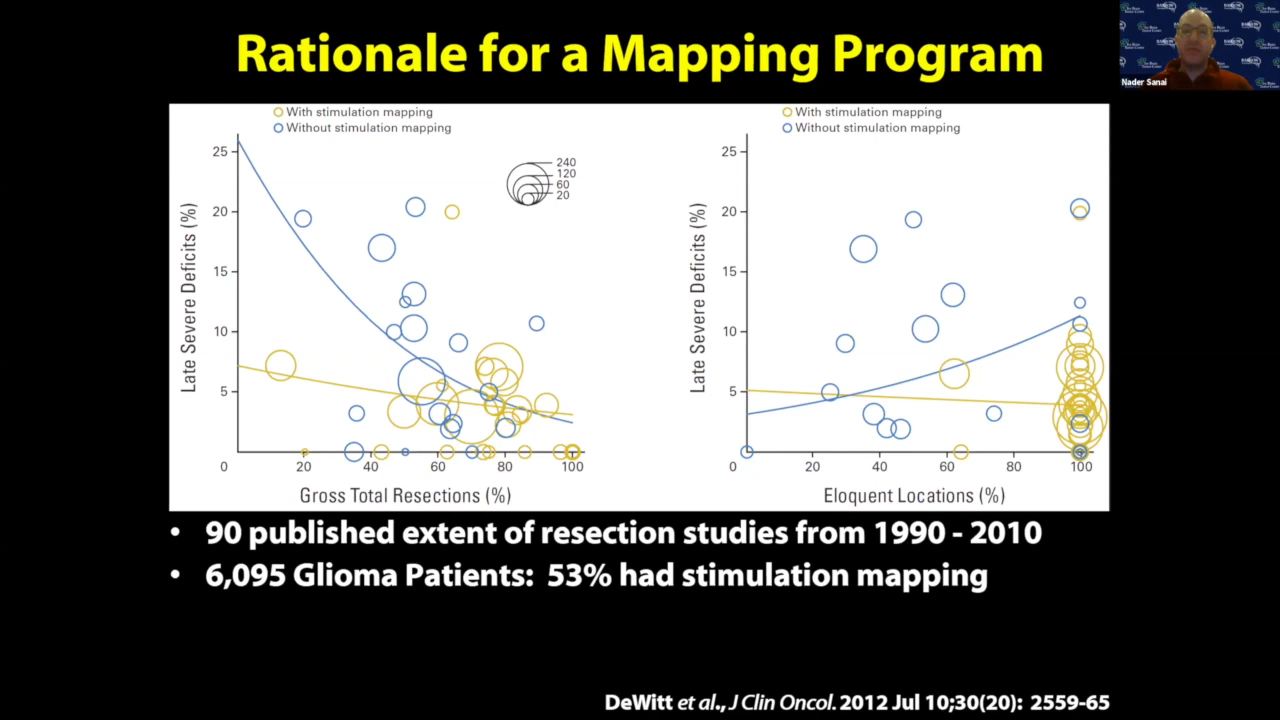 Rationale for a Mapping Program
Nader Sanai
With stimulation mapping
Without stimulation mapping
240
120
60
20
25
20
15
10
5
0
20
40
60
80
100
Late Severe Deficits (%)
Gross Total Resections (%)
With stimulation mapping
Without stimulation mapping
25
20
15
10
5
0
20
40
60
80
100
Late Severe Deficits (%)
Eloquent Locations (%)
• 90 published extent of resection studies from 1990 - 2010
• 6,095 Glioma Patients: 53% had stimulation mapping
DeWitt et al., J Clin Oncol. 2012 Jul 10;30(20): 2559-65